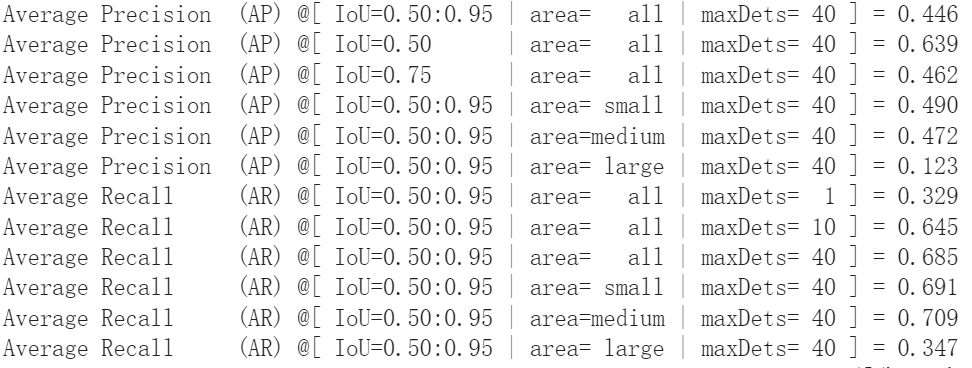 Average Precision (AP) @[ IoU=0.50:0.95 | area= all | maxDets= 40 ] = 0.446
Average Precision (AP) @[ IoU=0.50 | area= all | maxDets= 40 ] = 0.639
Average Precision (AP) @[ IoU=0.75 | area= all | maxDets= 40 ] = 0.462
Average Precision (AP) @[ IoU=0.50:0.95 | area= small | maxDets= 40 ] = 0.490
Average Precision (AP) @[ IoU=0.50:0.95 | area=medium | maxDets= 40 ] = 0.472
Average Precision (AP) @[ IoU=0.50:0.95 | area= large | maxDets= 40 ] = 0.123
Average Recall (AR) @[ IoU=0.50:0.95 | area= all | maxDets= 1 ] = 0.329
Average Recall (AR) @[ IoU=0.50:0.95 | area= all | maxDets= 10 ] = 0.645
Average Recall (AR) @[ IoU=0.50:0.95 | area= all | maxDets= 40 ] = 0.685
Average Recall (AR) @[ IoU=0.50:0.95 | area= small | maxDets= 40 ] = 0.691
Average Recall (AR) @[ IoU=0.50:0.95 | area=medium | maxDets= 40 ] = 0.709
Average Recall (AR) @[ IoU=0.50:0.95 | area= large | maxDets= 40 ] = 0.347